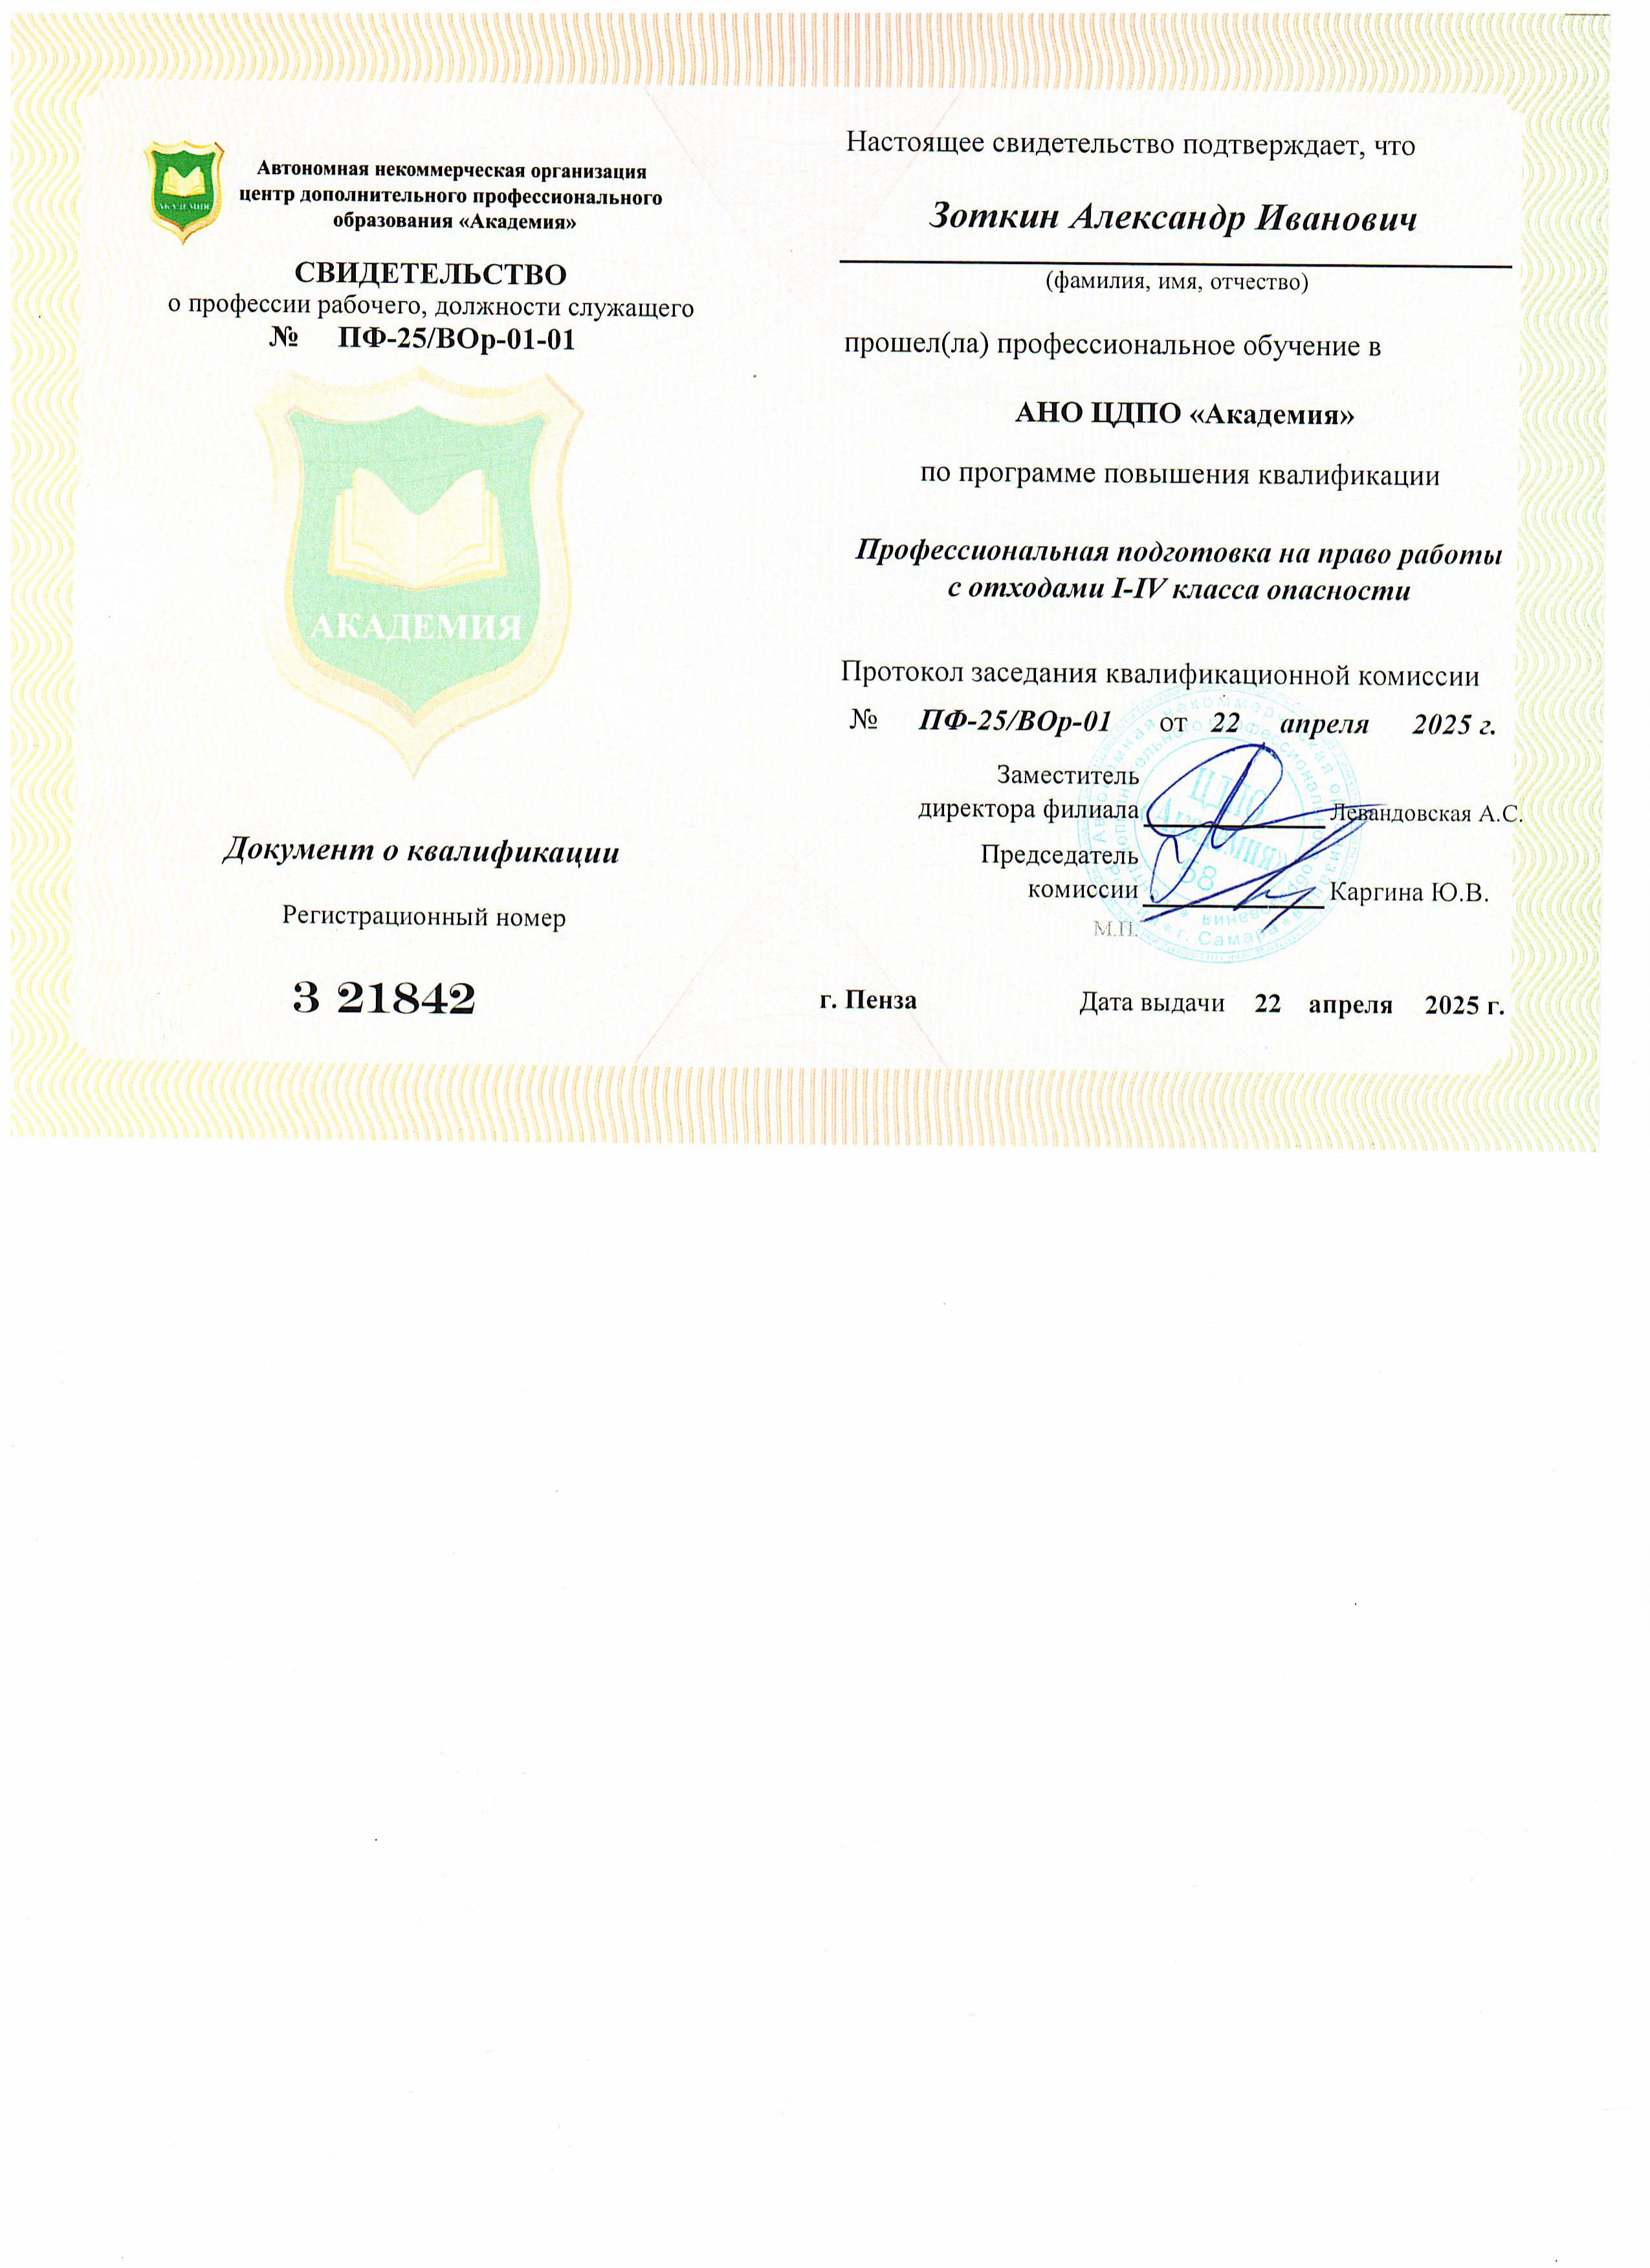 АКАДЕМИЯ
Автономная некоммерческая организация
центр дополнительного профессионального
образования «Академия»
СВИДЕТЕЛЬСТВО
о профессии рабочего, должности служащего
№ ПФ-25/ВОр-01-01
АКАДЕМИЯ
Документ о квалификации
Регистрационный номер
З 21842
Настоящее свидетельство подтверждает, что
Зоткин Александр Иванович
(фамилия, имя, отчество)
прошел(ла) профессиональное обучение в
АНО ЦДПО «Академия»
по программе повышения квалификации
Профессиональная подготовка на право работы
с отходами I-IV класса опасности
Протокол заседания квалификационной комиссии
№ ПФ-25/ВОр-01 от 22 апреля 2025 г.
Заместитель
директора филиала Левандовская А.С.
Председатель
комиссии Каргина Ю.В.
М.П.
ЦДПО
«Академия»
г. Самара
г. Пенза Дата выдачи 22 апреля 2025 г.